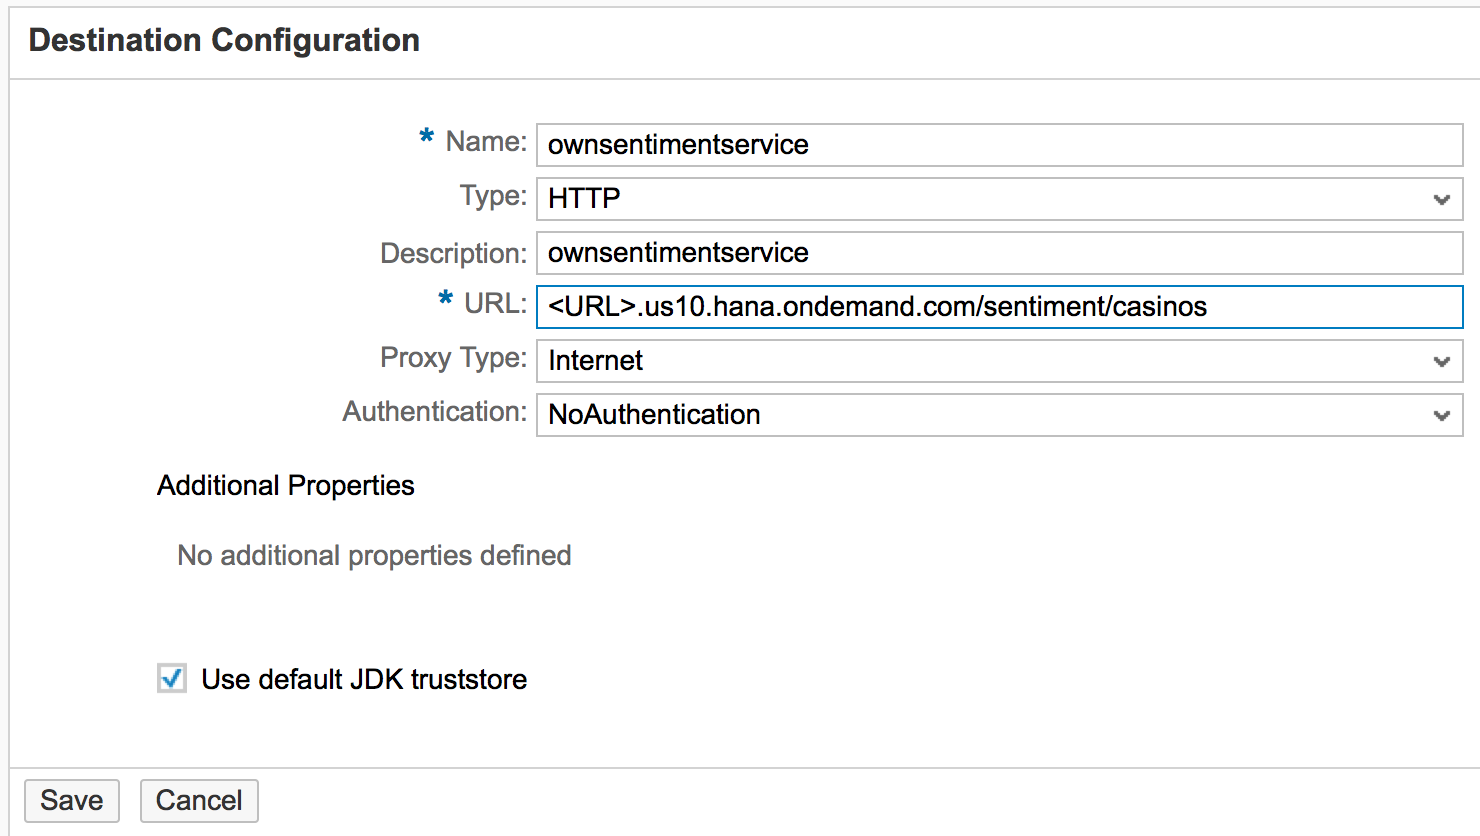 Destination Configuration
* Name: ownsentimentservice
Type: HTTP
Description: ownsentimentservice
* URL: <URL>.us10.hana.ondemand.com/sentiment/casinos
Proxy Type: Internet
Authentication: NoAuthentication
Additional Properties
No additional properties defined
Use default JDK truststore
Save Cancel